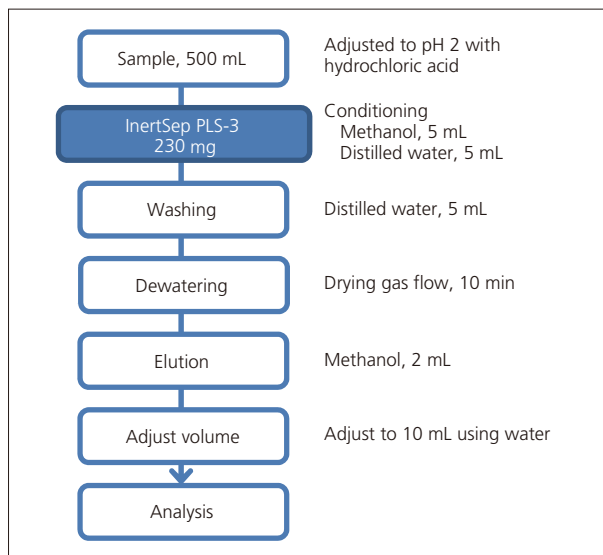 Sample, 500 mL
Adjusted to pH 2 with
hydrochloric acid
InertSep PLS-3
230 mg
Conditioning
Methanol, 5 mL
Distilled water, 5 mL
Washing
Distilled water, 5 mL
Dewatering
Drying gas flow, 10 min
Elution
Methanol, 2 mL
Adjust volume
Adjust to 10 mL using water
Analysis